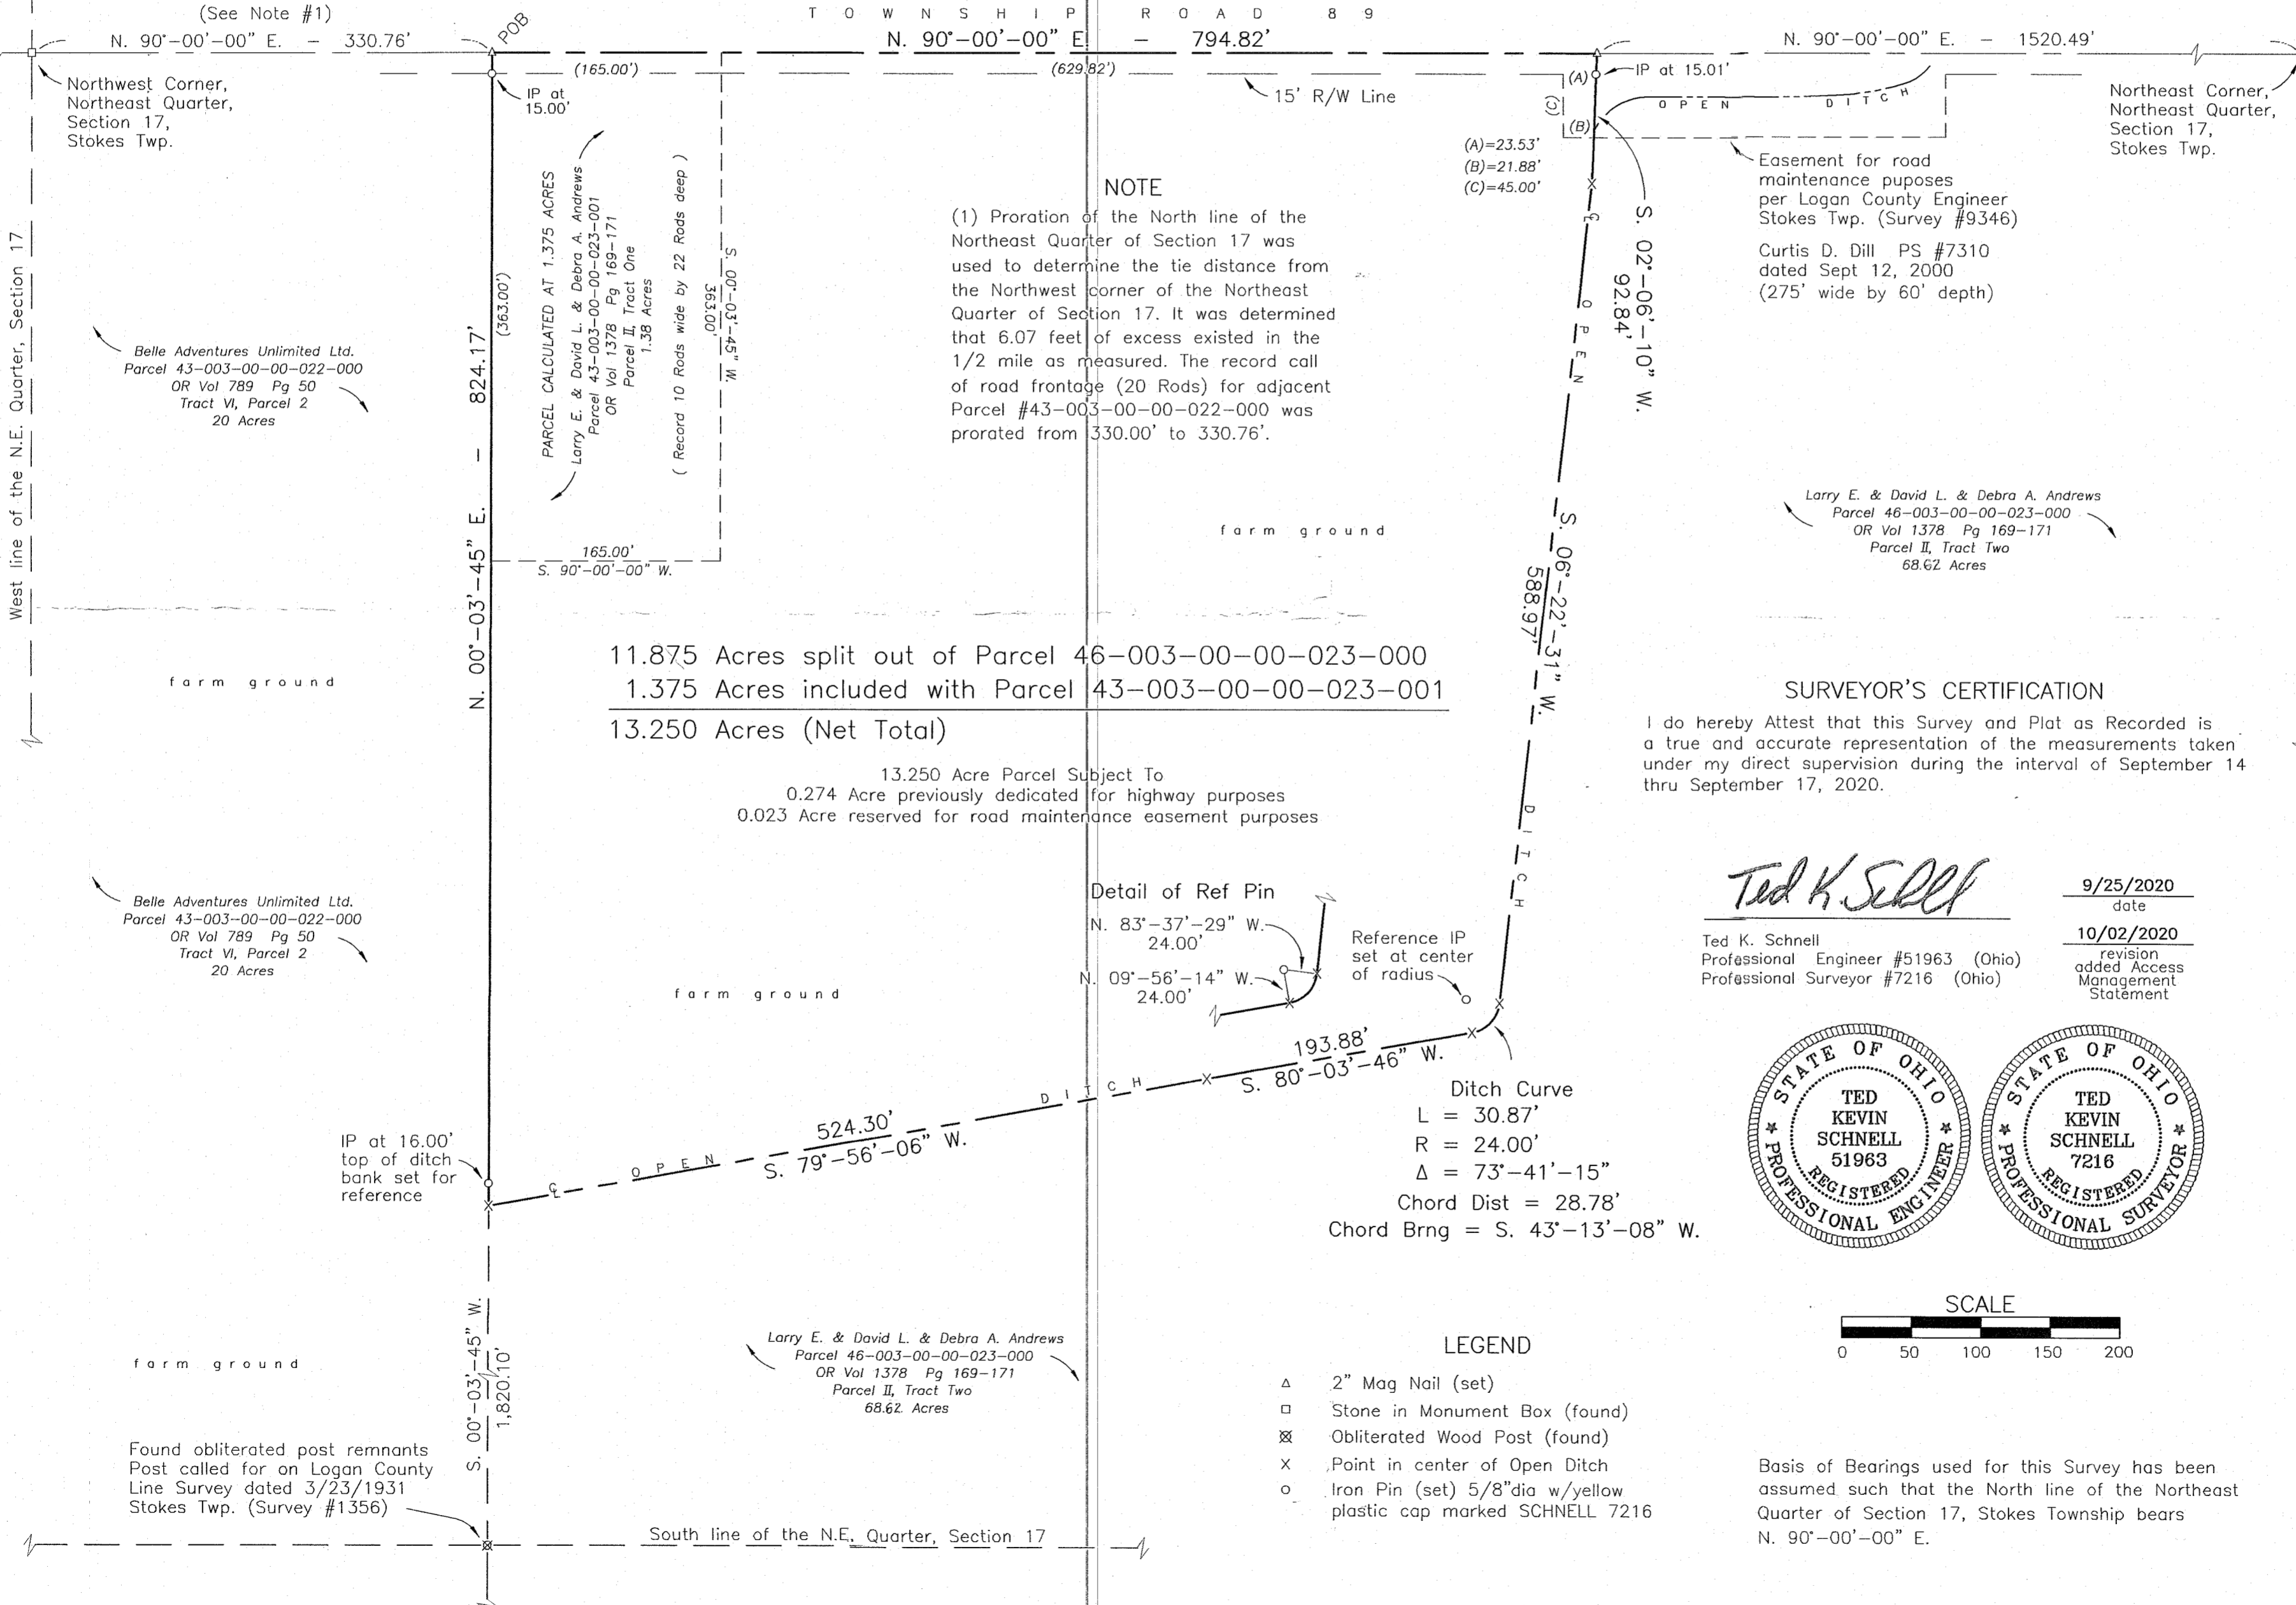 (See Note #1)
TOWNSHIP ROAD 89
N. 90°-00'-00" E. - 330.76'
POB
N. 90°-00'-00" E. - 794.82'
N. 90°-00'-00" E. - 1520.49'
(165.00')
(629.82')
15' R/W Line
IP at
15.00'
(A)
IP at 15.01'
(C)
(B)
OPEN DITCH
Northwest Corner,
Northeast Quarter,
Section 17,
Stokes Twp.
Northeast Corner,
Northeast Quarter,
Section 17,
Stokes Twp.
(A)=23.53'
(B)=21.88'
(C)=45.00'
Easement for road
maintenance puposes
per Logan County Engineer
Stokes Twp. (Survey #9346)
Curtis D. Dill PS #7310
dated Sept 12, 2000
(275' wide by 60' depth)
West line of the N.E. Quarter, Section 17
N. 00°-03'-45" E. - 824.17'
(363.00')
PARCEL CALCULATED AT 1.375 ACRES
Larry E. & David L. & Debra A. Andrews
Parcel 43-003-00-00-023-001
OR Vol 1378 Pg 169-171
Parcel II, Tract One
1.38 Acres
( Record 10 Rods wide by 22 Rods deep )
S. 00°-03'-45" W.
363.00'
165.00'
S. 90°-00'-00" W.
NOTE
(1) Proration of the North line of the
Northeast Quarter of Section 17 was
used to determine the tie distance from
the Northwest corner of the Northeast
Quarter of Section 17. It was determined
that 6.07 feet of excess existed in the
1/2 mile as measured. The record call
of road frontage (20 Rods) for adjacent
Parcel #43-003-00-00-022-000 was
prorated from 330.00' to 330.76'.
S. 02°-06'-10" W.
92.84'
℄ OPEN DITCH
S. 06°-22'-31" W.
588.97'
Belle Adventures Unlimited Ltd.
Parcel 43-003-00-00-022-000
OR Vol 789 Pg 50
Tract VI, Parcel 2
20 Acres
farm ground
Larry E. & David L. & Debra A. Andrews
Parcel 46-003-00-00-023-000
OR Vol 1378 Pg 169-171
Parcel II, Tract Two
68.62 Acres
farm ground
11.875 Acres split out of Parcel 46-003-00-00-023-000
1.375 Acres included with Parcel 43-003-00-00-023-001
13.250 Acres (Net Total)
13.250 Acre Parcel Subject To
0.274 Acre previously dedicated for highway purposes
0.023 Acre reserved for road maintenance easement purposes
SURVEYOR'S CERTIFICATION
I do hereby Attest that this Survey and Plat as Recorded is
a true and accurate representation of the measurements taken
under my direct supervision during the interval of September 14
thru September 17, 2020.
Ted K. Schnell
9/25/2020
date
10/02/2020
revision
added Access
Management
Statement
Ted K. Schnell
Professional Engineer #51963 (Ohio)
Professional Surveyor #7216 (Ohio)
STATE OF OHIO
TED
KEVIN
SCHNELL
51963
REGISTERED
PROFESSIONAL ENGINEER
STATE OF OHIO
TED
KEVIN
SCHNELL
7216
REGISTERED
PROFESSIONAL SURVEYOR
Belle Adventures Unlimited Ltd.
Parcel 43-003-00-00-022-000
OR Vol 789 Pg 50
Tract VI, Parcel 2
20 Acres
farm ground
Detail of Ref Pin
N. 83°-37'-29" W.
24.00'
N. 09°-56'-14" W.
24.00'
Reference IP
set at center
of radius
193.88'
S. 80°-03'-46" W.
524.30'
S. 79°-56'-06" W.
℄ OPEN DITCH
IP at 16.00'
top of ditch
bank set for
reference
Ditch Curve
L = 30.87'
R = 24.00'
Δ = 73°-41'-15"
Chord Dist = 28.78'
Chord Brng = S. 43°-13'-08" W.
SCALE
0 50 100 150 200
S. 00°-03'-45" W.
1,820.10'
farm ground
Larry E. & David L. & Debra A. Andrews
Parcel 46-003-00-00-023-000
OR Vol 1378 Pg 169-171
Parcel II, Tract Two
68.62 Acres
LEGEND
△ 2" Mag Nail (set)
□ Stone in Monument Box (found)
Obliterated Wood Post (found)
X Point in center of Open Ditch
○ Iron Pin (set) 5/8"dia w/yellow
plastic cap marked SCHNELL 7216
Found obliterated post remnants
Post called for on Logan County
Line Survey dated 3/23/1931
Stokes Twp. (Survey #1356)
South line of the N.E. Quarter, Section 17
Basis of Bearings used for this Survey has been
assumed such that the North line of the Northeast
Quarter of Section 17, Stokes Township bears
N. 90°-00'-00" E.